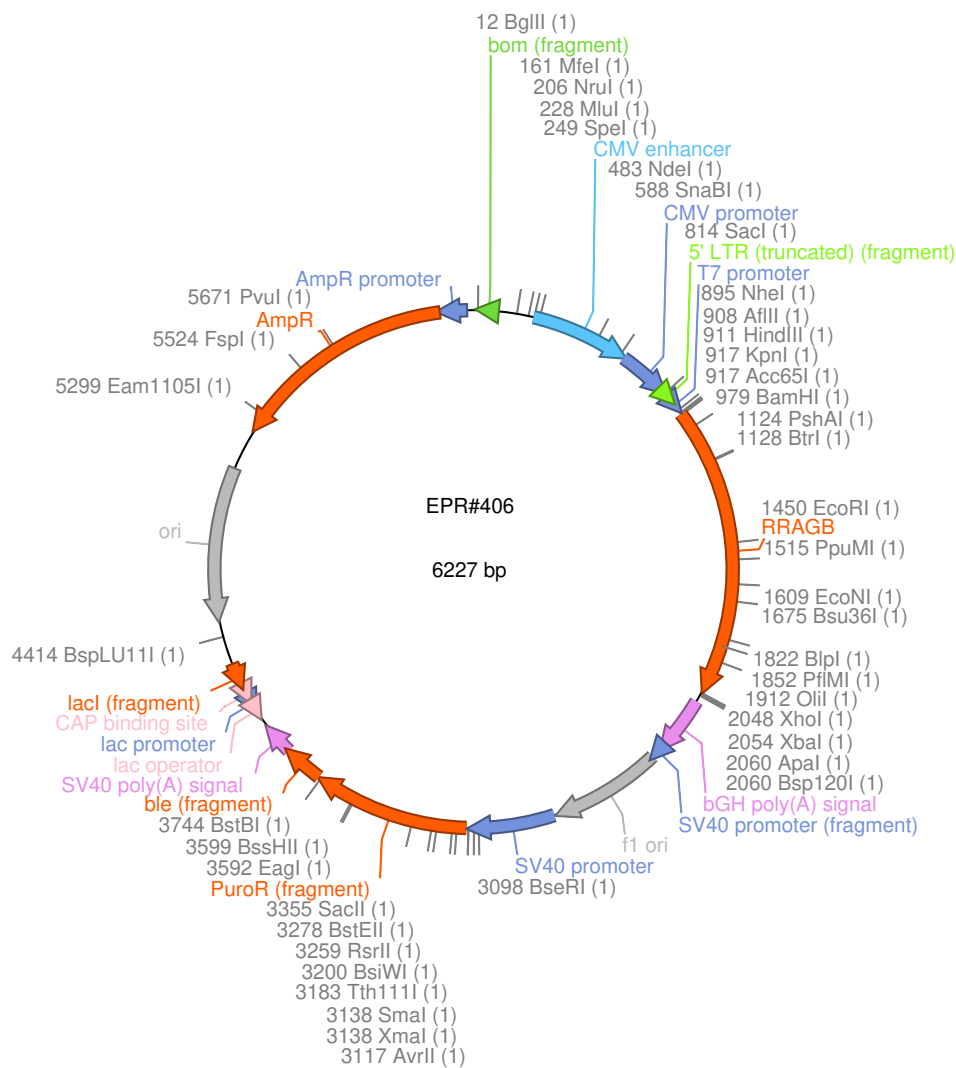 12 BglII (1)
bom (fragment)
161 MfeI (1)
206 NruI (1)
228 MluI (1)
249 SpeI (1)
CMV enhancer
483 NdeI (1)
588 SnaBI (1)
CMV promoter
814 SacI (1)
5' LTR (truncated) (fragment)
T7 promoter
895 NheI (1)
908 AflII (1)
911 HindIII (1)
917 KpnI (1)
917 Acc65I (1)
979 BamHI (1)
1124 PshAI (1)
1128 BtrI (1)
1450 EcoRI (1)
RRAGB
1515 PpuMI (1)
1609 EcoNI (1)
1675 Bsu36I (1)
1822 BlpI (1)
1852 PflMI (1)
1912 OliI (1)
2048 XhoI (1)
2054 XbaI (1)
2060 ApaI (1)
2060 Bsp120I (1)
bGH poly(A) signal
SV40 promoter (fragment)
f1 ori
SV40 promoter
3098 BseRI (1)
AmpR promoter
5671 PvuI (1)
AmpR
5524 FspI (1)
5299 Eam1105I (1)
ori
EPR#406
6227 bp
4414 BspLU11I (1)
lacI (fragment)
CAP binding site
lac promoter
lac operator
SV40 poly(A) signal
ble (fragment)
3744 BstBI (1)
3599 BssHII (1)
3592 EagI (1)
PuroR (fragment)
3355 SacII (1)
3278 BstEII (1)
3259 RsrII (1)
3200 BsiWI (1)
3183 Tth111I (1)
3138 SmaI (1)
3138 XmaI (1)
3117 AvrII (1)